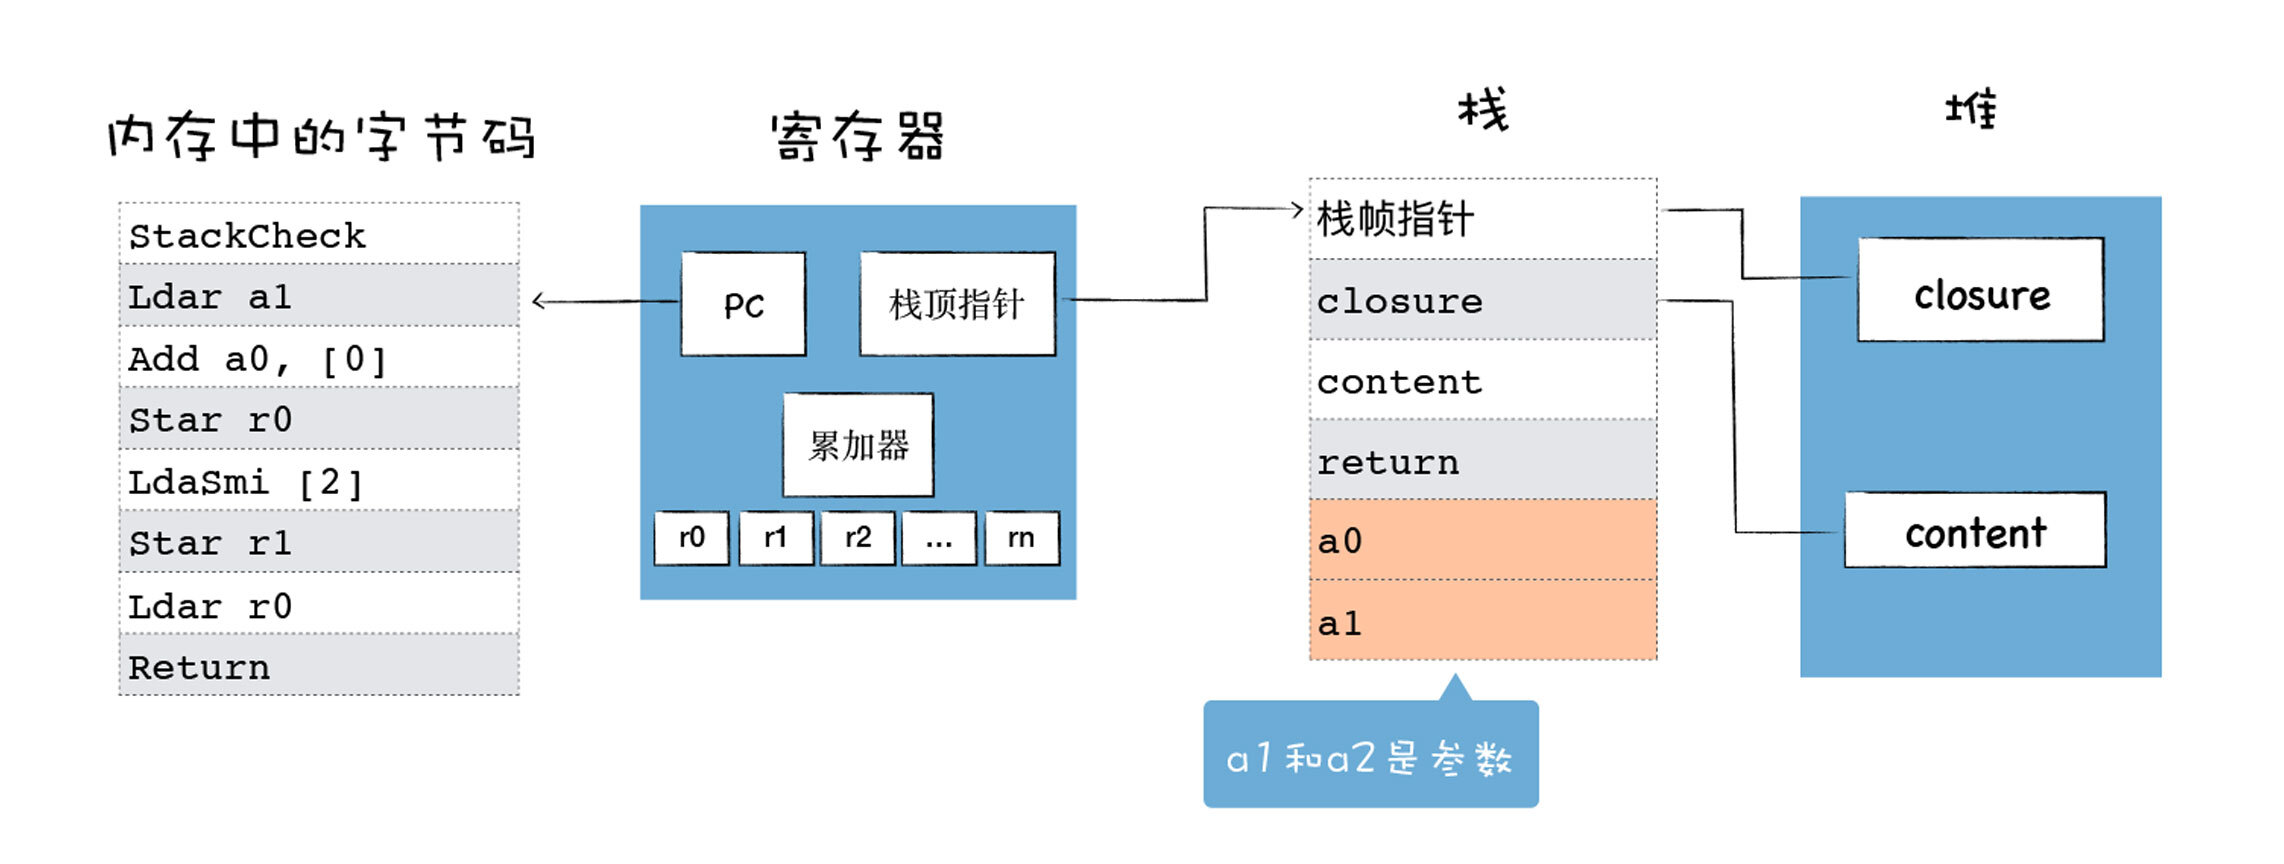 内存中的字节码
StackCheck
Ldar a1
Add a0, [0]
Star r0
LdaSmi [2]
Star r1
Ldar r0
Return
寄存器
PC
栈顶指针
累加器
r0 r1 r2 ... rn
栈
栈帧指针
closure
content
return
a0
a1
a1和a2是参数
堆
closure
content